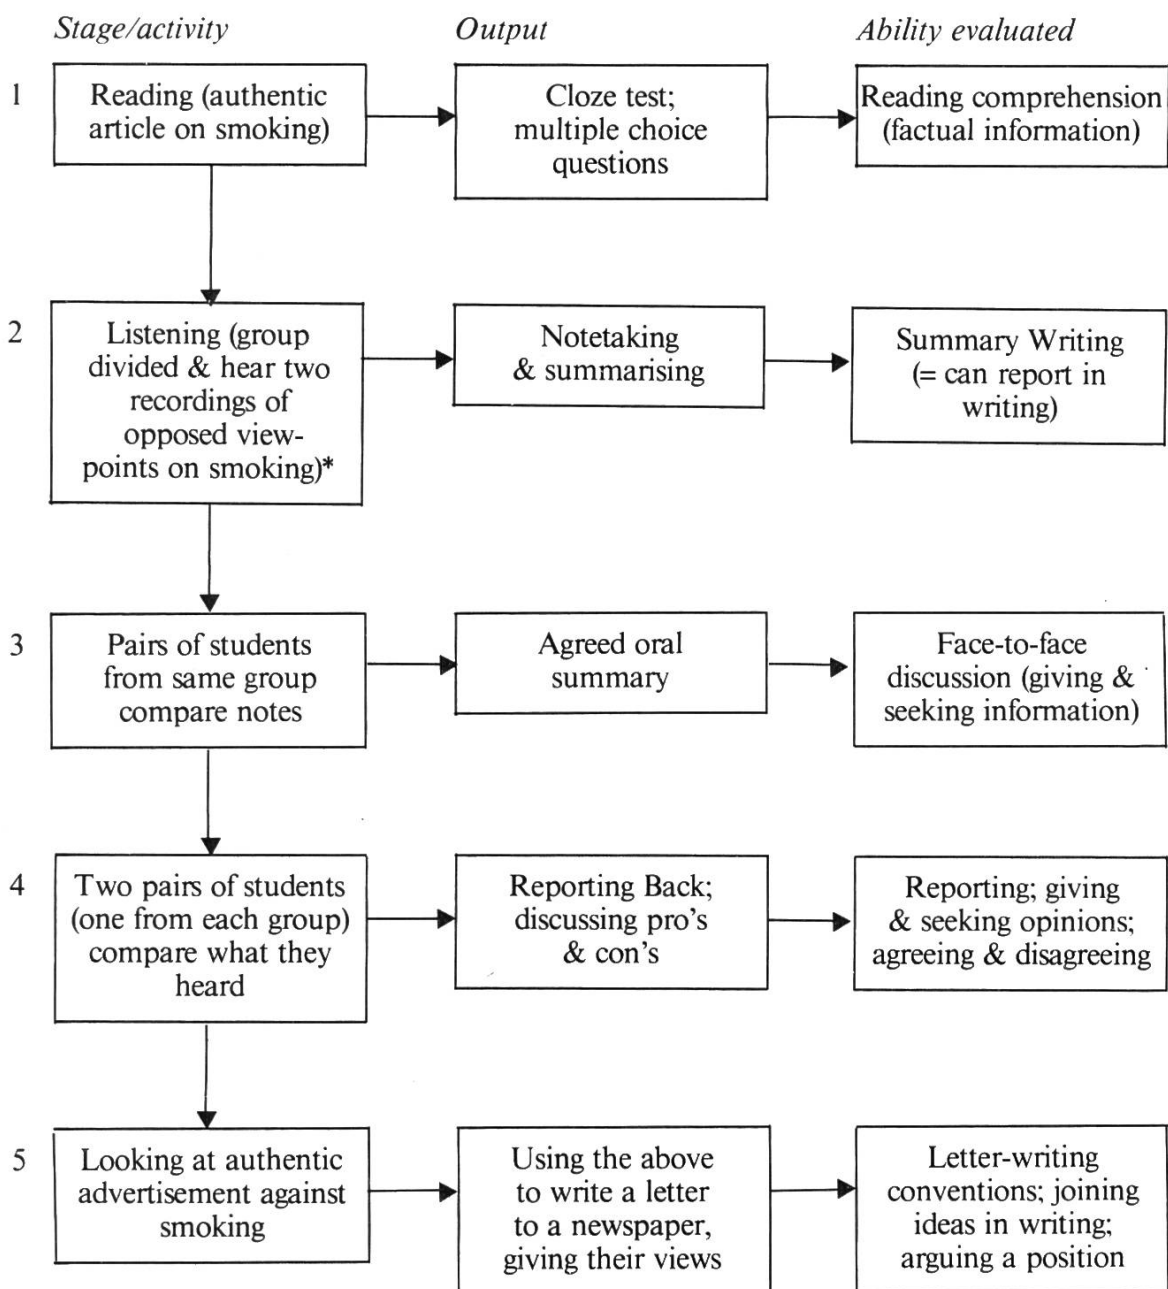 Stage/activity
Output
Ability evaluated
1
Reading (authentic
article on smoking)
Cloze test;
multiple choice
questions
Reading comprehension
(factual information)
2
Listening (group
divided & hear two
recordings of
opposed view-
points on smoking)*
Notetaking
& summarising
Summary Writing
(= can report in
writing)
3
Pairs of students
from same group
compare notes
Agreed oral
summary
Face-to-face
discussion (giving &
seeking information)
4
Two pairs of students
(one from each group)
compare what they
heard
Reporting Back;
discussing pro's
& con's
Reporting; giving
& seeking opinions;
agreeing & disagreeing
5
Looking at authentic
advertisement against
smoking
Using the above
to write a letter
to a newspaper,
giving their views
Letter-writing
conventions; joining
ideas in writing;
arguing a position